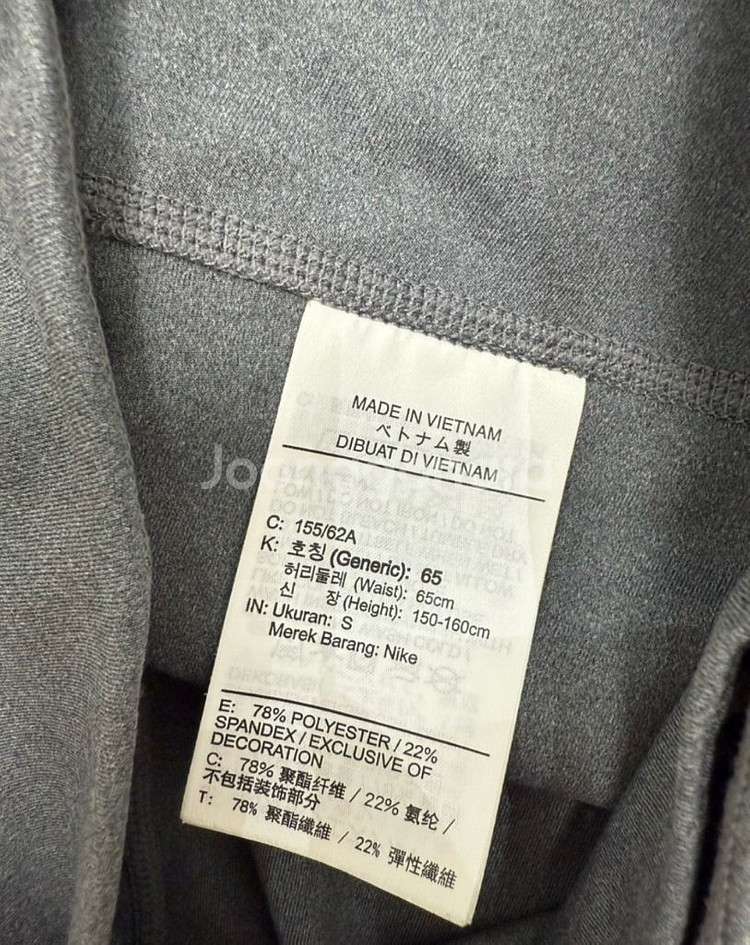 MADE IN VIETNAM
ベトナム製
DIBUAT DI VIETNAM
C: 155/62A
K: 호칭 (Generic): 65
허리둘레 (Waist): 65cm
신 장 (Height): 150-160cm
IN: Ukuran: S
Merek Barang: Nike
E: 78% POLYESTER / 22%
SPANDEX / EXCLUSIVE OF
DECORATION
C: 78% 聚酯纤维 / 22% 氨纶 /
不包括装饰部分
T: 78% 聚酯纖維 / 22% 彈性纖維